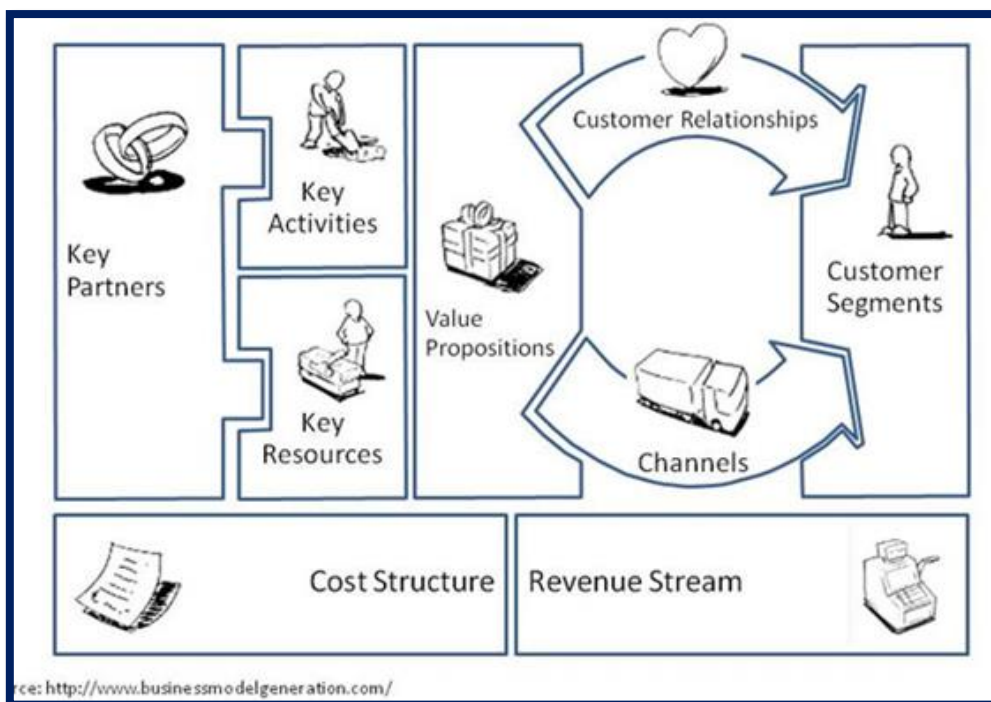 Customer Relationships
Key
Activities
Key
Partners
Value
Propositions
Customer
Segments
Key
Resources
Channels
Cost Structure
Revenue Stream
rce: http://www.businessmodelgeneration.com/